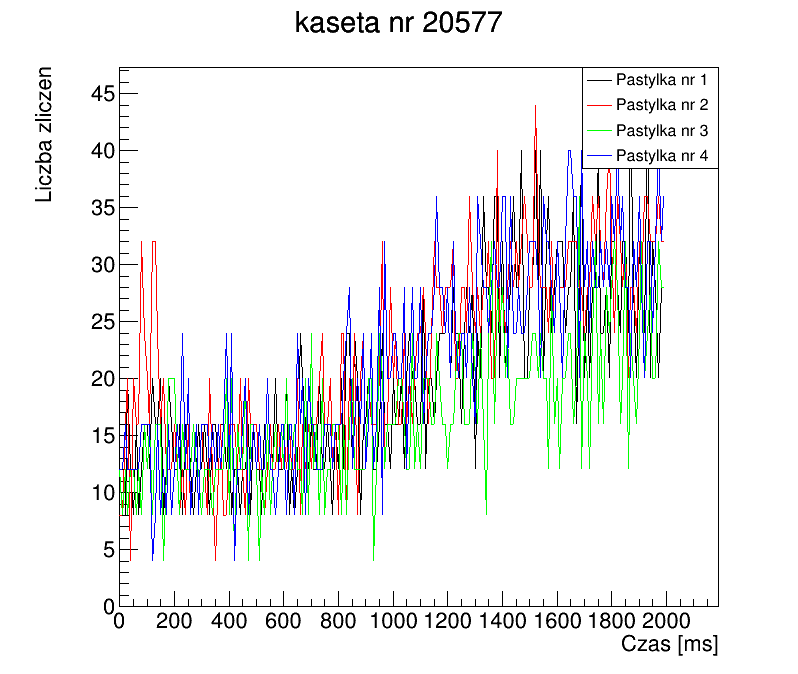 kaseta nr 20577
Liczba zliczen
Pastylka nr 1
Pastylka nr 2
Pastylka nr 3
Pastylka nr 4
45
40
35
30
25
20
15
10
5
0
0 200 400 600 800 1000 1200 1400 1600 1800 2000
Czas [ms]